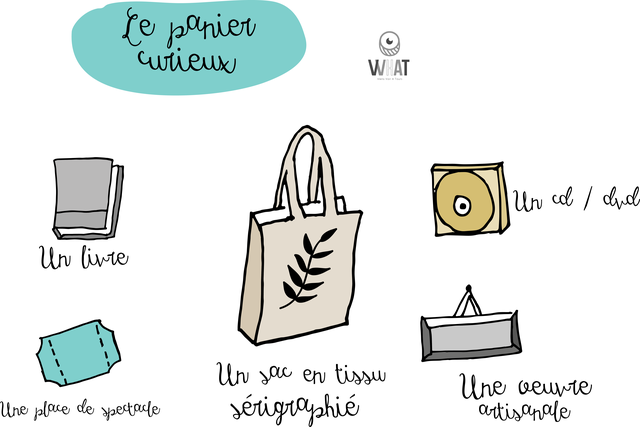 Le panier
curieux
WHAT
Un livre
Un cd / dvd
Une place de spectacle
Un sac en tissu
sérigraphié
Une oeuvre
artisanale